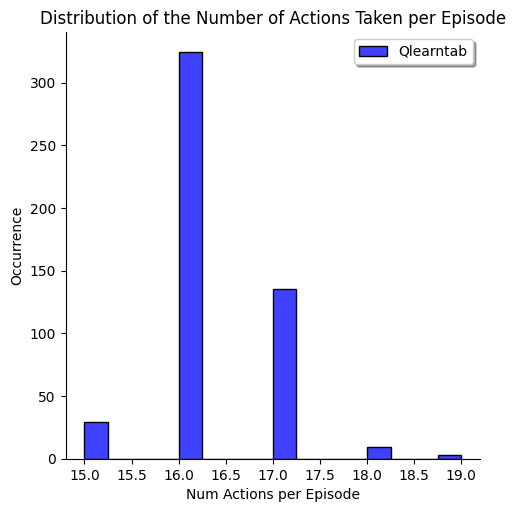 Distribution of the Number of Actions Taken per Episode
Qlearntab
Occurrence
300
250
200
150
100
50
0
15.0 15.5 16.0 16.5 17.0 17.5 18.0 18.5 19.0
Num Actions per Episode